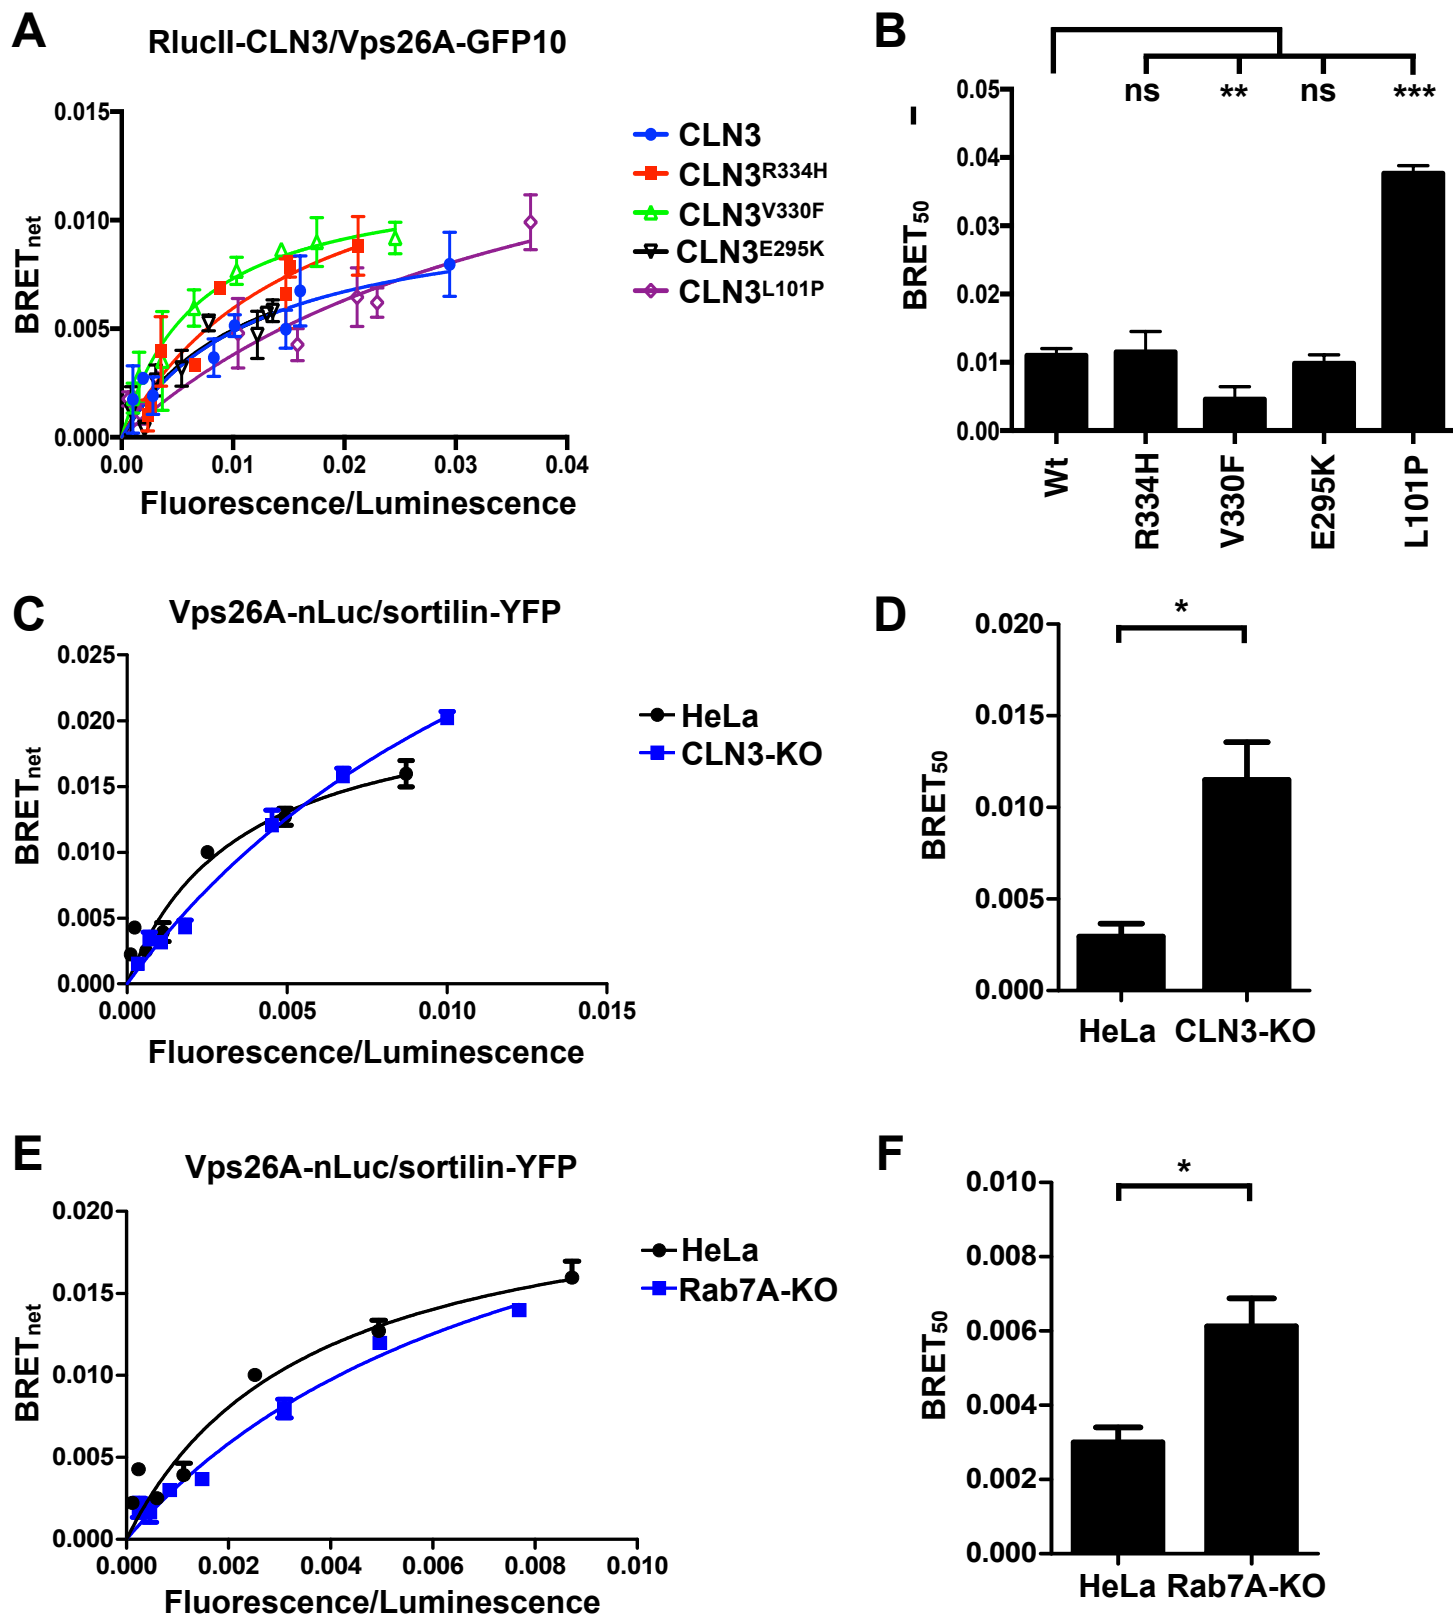 A
RlucII-CLN3/Vps26A-GFP10
BRETnet
0.015
0.010
0.005
0.000
0.00 0.01 0.02 0.03 0.04
Fluorescence/Luminescence
CLN3
CLN3R334H
CLN3V330F
CLN3E295K
CLN3L101P
B
ns ** ns ***
BRET50
0.05
0.04
0.03
0.02
0.01
0.00
Wt R334H V330F E295K L101P
C
Vps26A-nLuc/sortilin-YFP
BRETnet
0.025
0.020
0.015
0.010
0.005
0.000
0.000 0.005 0.010 0.015
Fluorescence/Luminescence
HeLa
CLN3-KO
D
*
BRET50
0.020
0.015
0.010
0.005
0.000
HeLa CLN3-KO
E
Vps26A-nLuc/sortilin-YFP
BRETnet
0.020
0.015
0.010
0.005
0.000
0.000 0.002 0.004 0.006 0.008 0.010
Fluorescence/Luminescence
HeLa
Rab7A-KO
F
*
BRET50
0.010
0.008
0.006
0.004
0.002
0.000
HeLa Rab7A-KO